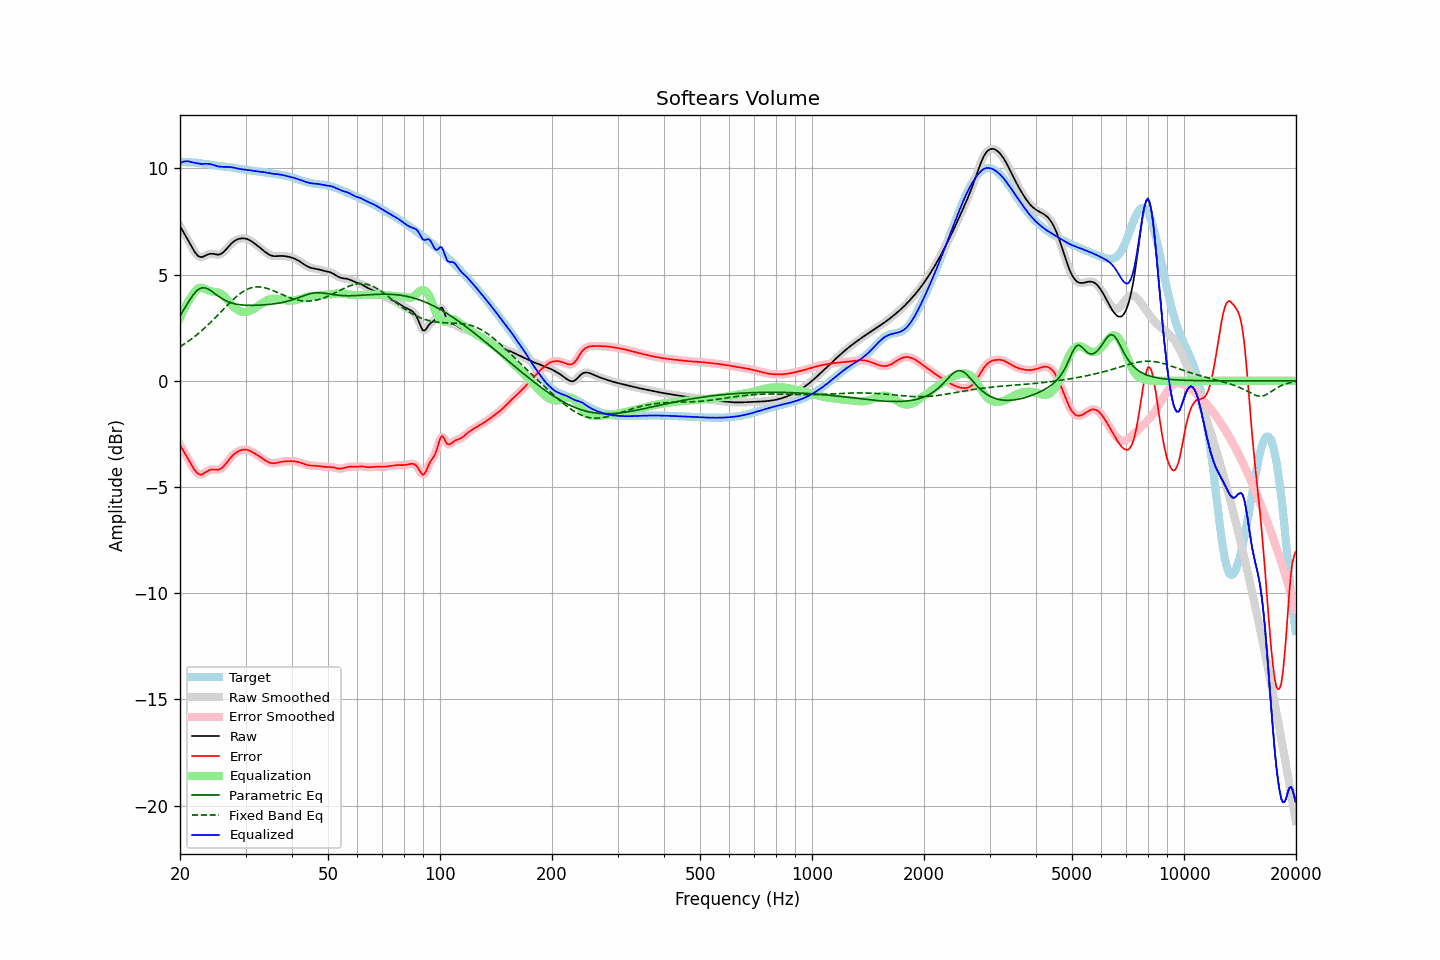 Softears Volume
Amplitude (dBr)
10
5
0
−5
−10
−15
−20
Target
Raw Smoothed
Error Smoothed
Raw
Error
Equalization
Parametric Eq
Fixed Band Eq
Equalized
20 50 100 200 500 1000 2000 5000 10000 20000
Frequency (Hz)